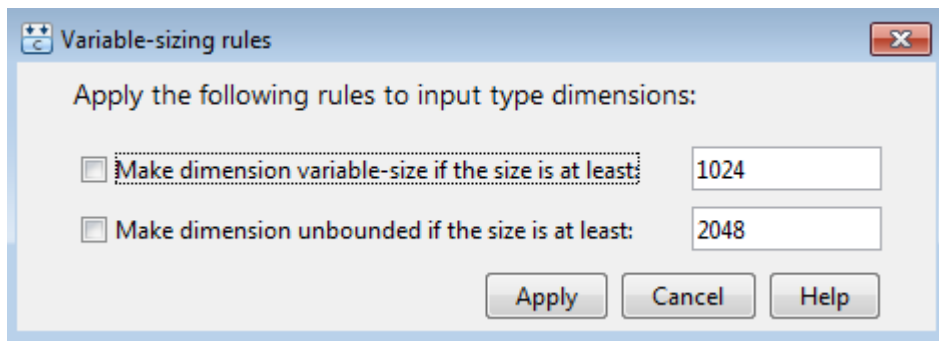 C
Variable-sizing rules
Apply the following rules to input type dimensions:
Make dimension variable-size if the size is at least: 1024
Make dimension unbounded if the size is at least: 2048
Apply Cancel Help